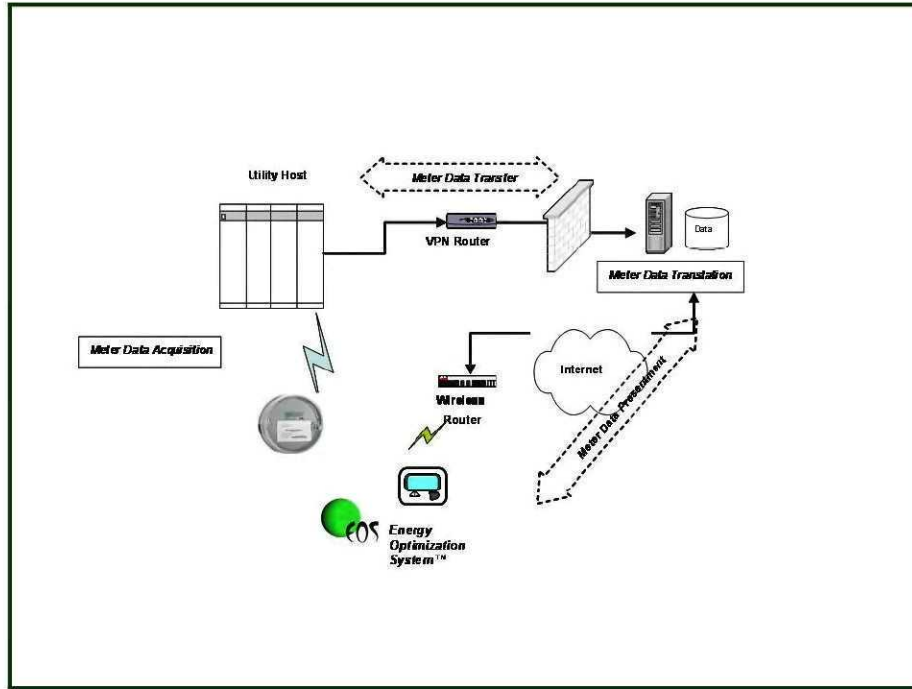 Utility Host
Meter Data Transfer
VPN Router
Data
Meter Data Translation
Meter Data Acquisition
Internet
Wireless
Router
Meter Data Presentment
EOS
Energy
Optimization
System™